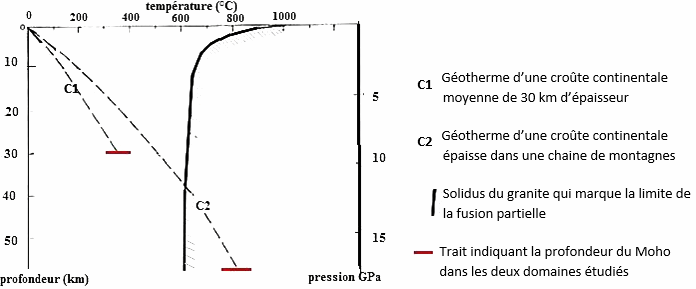 température (°C)
0 200 400 600 800 1000
0
10
20
30
40
50
5
10
15
C1
C2
profondeur (km)
pression GPa
C1 Géotherme d'une croûte continentale
moyenne de 30 km d'épaisseur
C2 Géotherme d'une croûte continentale
épaisse dans une chaine de montagnes
Solidus du granite qui marque la limite de
la fusion partielle
Trait indiquant la profondeur du Moho
dans les deux domaines étudiés